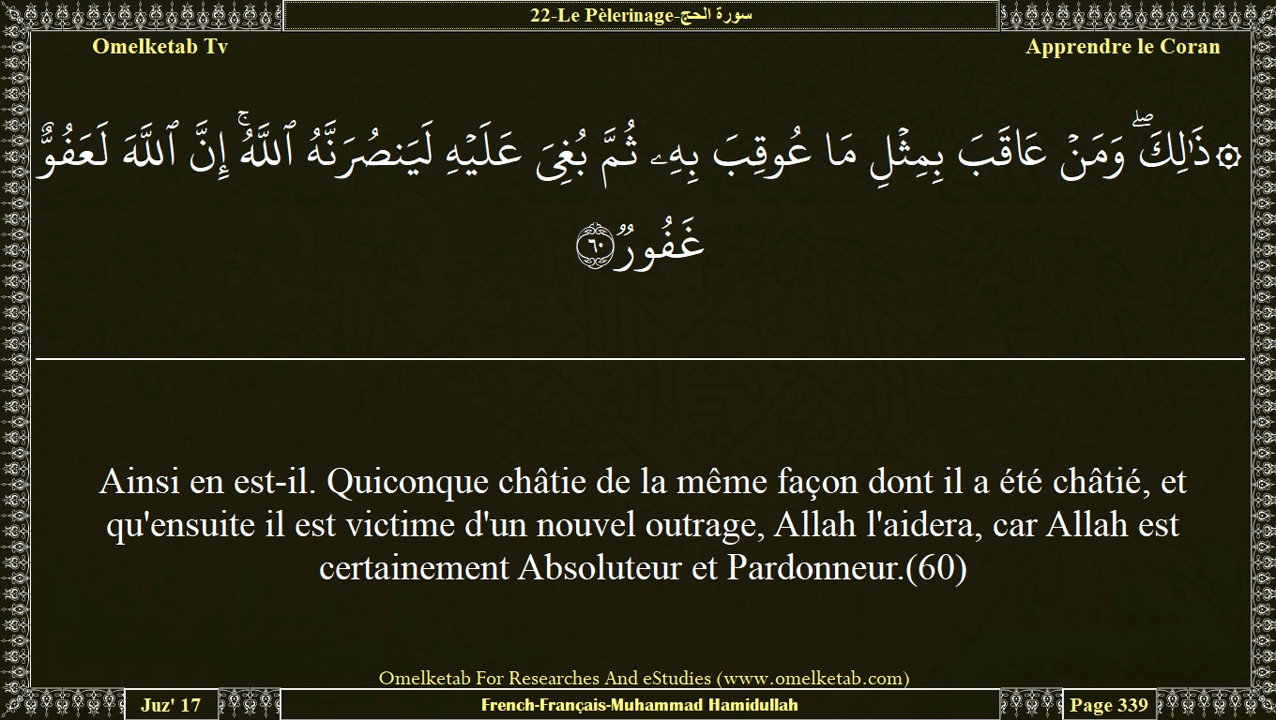 22-Le Pèlerinage-سورة الحج
Omelketab Tv
Apprendre le Coran
۞ ذَٰلِكَۖ وَمَنۡ عَاقَبَ بِمِثۡلِ مَا عُوقِبَ بِهِۦ ثُمَّ بُغِيَ عَلَيۡهِ لَيَنصُرَنَّهُ ٱللَّهُۚ إِنَّ ٱللَّهَ لَعَفُوٌّ
غَفُورٞ ٦٠
Ainsi en est-il. Quiconque châtie de la même façon dont il a été châtié, et
qu'ensuite il est victime d'un nouvel outrage, Allah l'aidera, car Allah est
certainement Absoluteur et Pardonneur.(60)
Omelketab For Researches And eStudies (www.omelketab.com)
Juz' 17
French-Français-Muhammad Hamidullah
Page 339